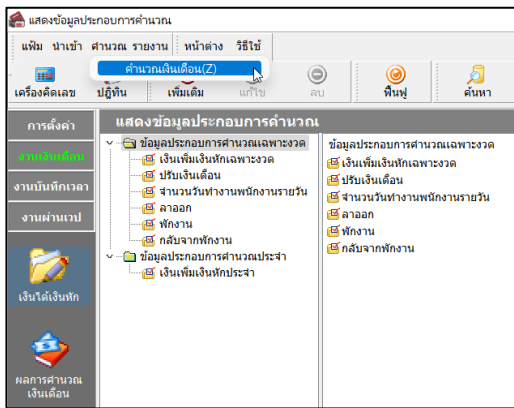 แสดงข้อมูลประกอบการคำนวณ
แฟ้ม นำเข้า คำนวณ รายงาน หน้าต่าง วิธีใช้
คำนวณเงินเดือน(Z)
เครื่องคิดเลข ปฎิทิน เพิ่มเติม แก้ไข ลบ ฟื้นฟู ค้นหา
การตั้งค่า
แสดงข้อมูลประกอบการคำนวณ
งานเงินเดือน
งานบันทึกเวลา
งานผ่านเวป
เงินได้เงินหัก
ผลการคำนวณ
เงินเดือน
ข้อมูลประกอบการคำนวณเฉพาะงวด
เงินเพิ่มเงินหักเฉพาะงวด
ปรับเงินเดือน
จำนวนวันทำงานพนักงานรายวัน
ลาออก
พักงาน
กลับจากพักงาน
ข้อมูลประกอบการคำนวณประจำ
เงินเพิ่มเงินหักประจำ
ข้อมูลประกอบการคำนวณเฉพาะงวด
เงินเพิ่มเงินหักเฉพาะงวด
ปรับเงินเดือน
จำนวนวันทำงานพนักงานรายวัน
ลาออก
พักงาน
กลับจากพักงาน